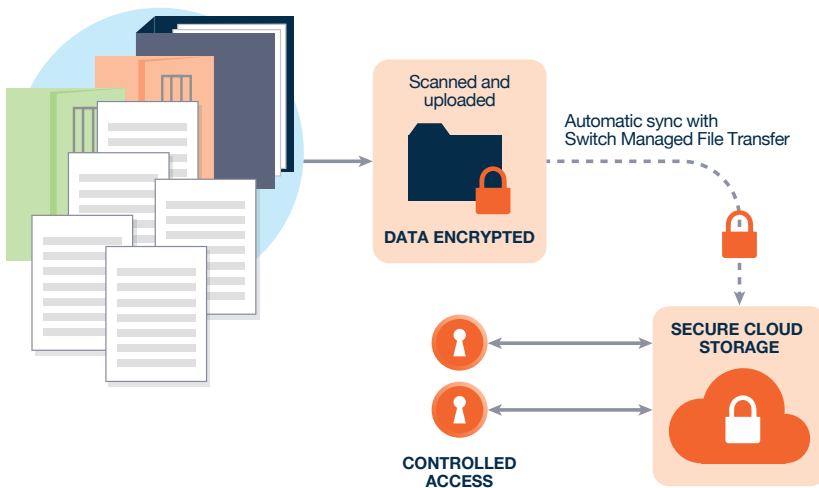 Scanned and
uploaded
DATA ENCRYPTED
Automatic sync with
Switch Managed File Transfer
SECURE CLOUD
STORAGE
CONTROLLED
ACCESS